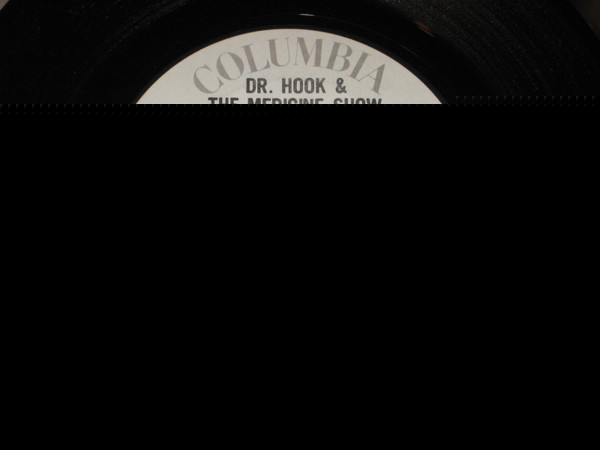 COLUMBIA
DR. HOOK &
THE MEDICINE SHOW